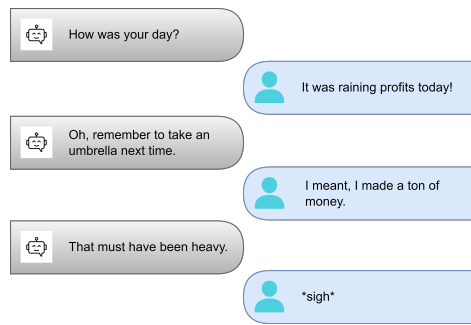 How was your day?
It was raining profits today!
Oh, remember to take an
umbrella next time.
I meant, I made a ton of
money.
That must have been heavy.
*sigh*